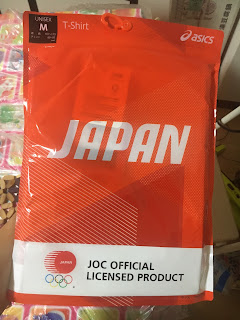 UNISEX
M
T-Shirt
asics
JAPAN
JAPAN
JOC OFFICIAL
LICENSED PRODUCT